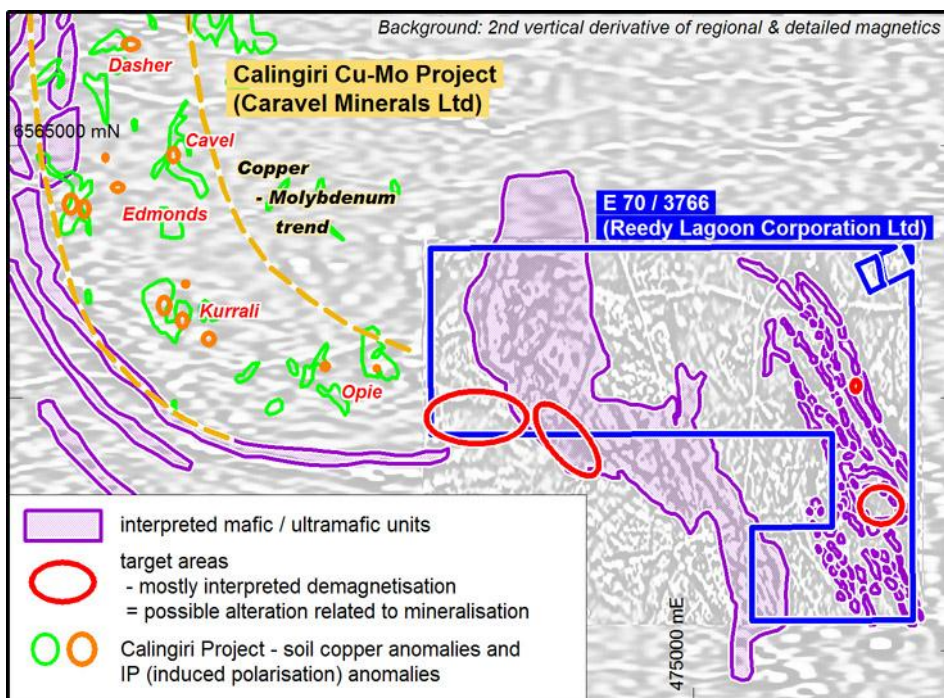 Background: 2nd vertical derivative of regional & detailed magnetics
Dasher
Calingiri Cu-Mo Project
(Caravel Minerals Ltd)
6565000 mN
Cavel
Copper
- Molybdenum
trend
Edmonds
E 70 / 3766
(Reedy Lagoon Corporation Ltd)
Kurrali
Opie
interpreted mafic / ultramafic units
target areas
- mostly interpreted demagnetisation
= possible alteration related to mineralisation
Calingiri Project - soil copper anomalies and
IP (induced polarisation) anomalies
475000 mE